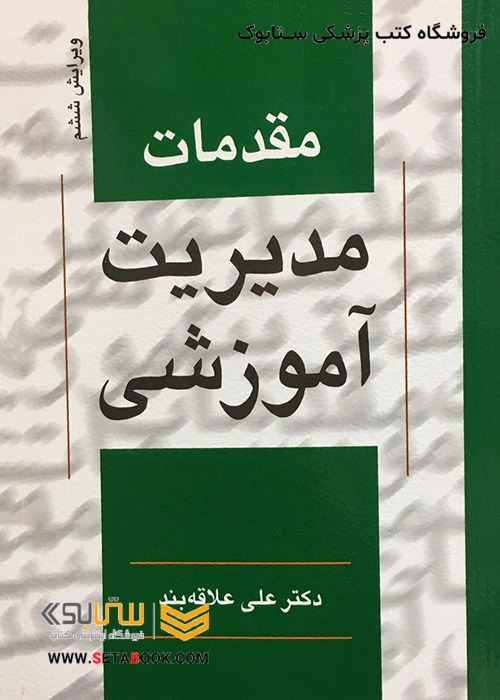 فروشگاه کتب پزشکی ستابوک
ویرایش ششم
مقدمات
مدیریت
آموزشی
دکتر علی علاقه‌بند
ستابوک
فروشگاه اینترنتی کتاب
WWW.SETABOOK.COM